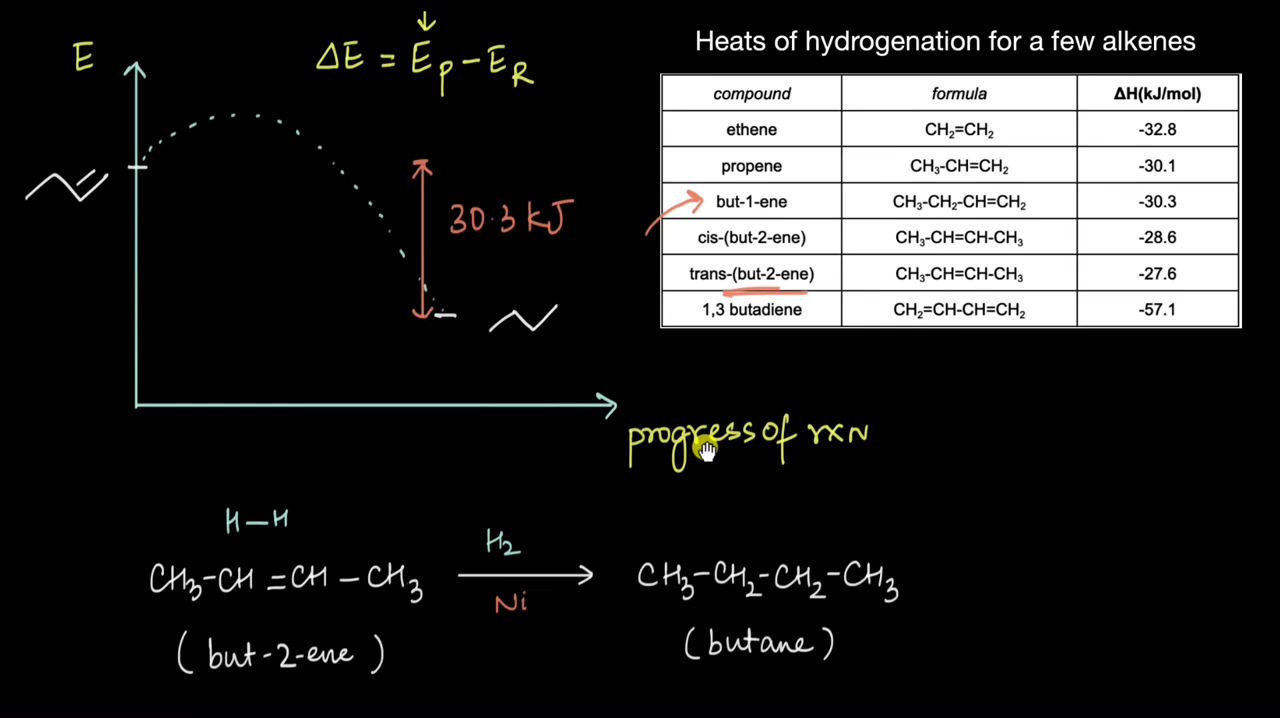 E
ΔE = E_P − E_R
30.3 kJ
progress of rxn
Heats of hydrogenation for a few alkenes
compound formula ΔH(kJ/mol)
ethene CH₂=CH₂ -32.8
propene CH₃-CH=CH₂ -30.1
but-1-ene CH₃-CH₂-CH=CH₂ -30.3
cis-(but-2-ene) CH₃-CH=CH-CH₃ -28.6
trans-(but-2-ene) CH₃-CH=CH-CH₃ -27.6
1,3 butadiene CH₂=CH-CH=CH₂ -57.1
H–H
CH₃–CH=CH–CH₃ H₂ Ni CH₃–CH₂–CH₂–CH₃
(but-2-ene) (butane)